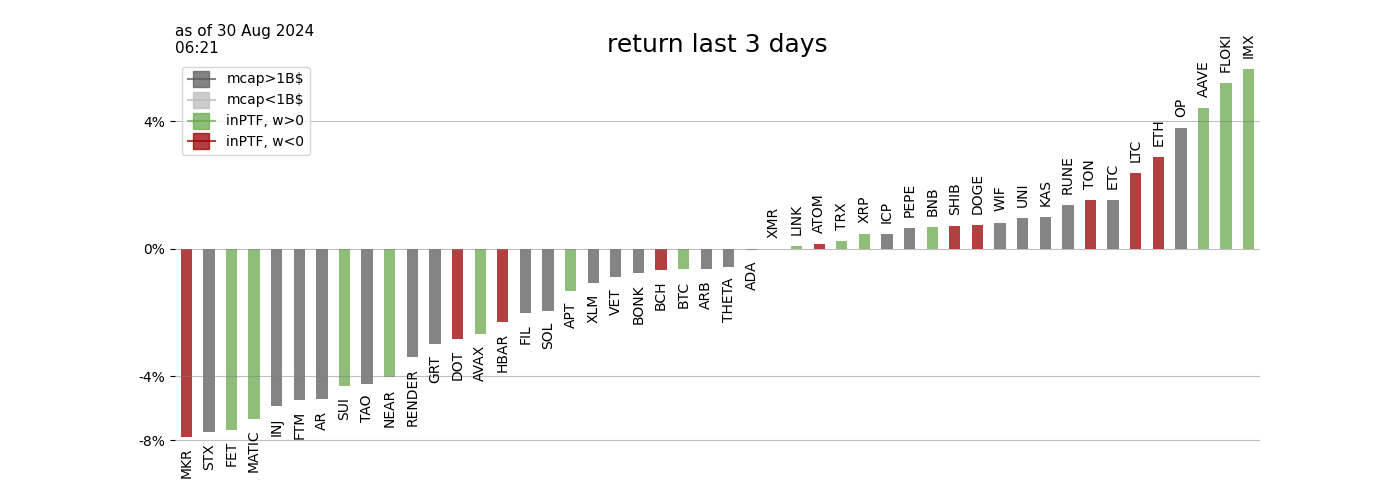 as of 30 Aug 2024
06:21
return last 3 days
mcap>1B$
mcap<1B$
inPTF, w>0
inPTF, w<0
4%
0%
-4%
-8%
MKR
STX
FET
MATIC
INJ
FTM
AR
SUI
TAO
NEAR
RENDER
GRT
DOT
AVAX
HBAR
FIL
SOL
APT
XLM
VET
BONK
BCH
BTC
ARB
THETA
ADA
XMR
LINK
ATOM
TRX
XRP
ICP
PEPE
BNB
SHIB
DOGE
WIF
UNI
KAS
RUNE
TON
ETC
LTC
ETH
OP
AAVE
FLOKI
IMX